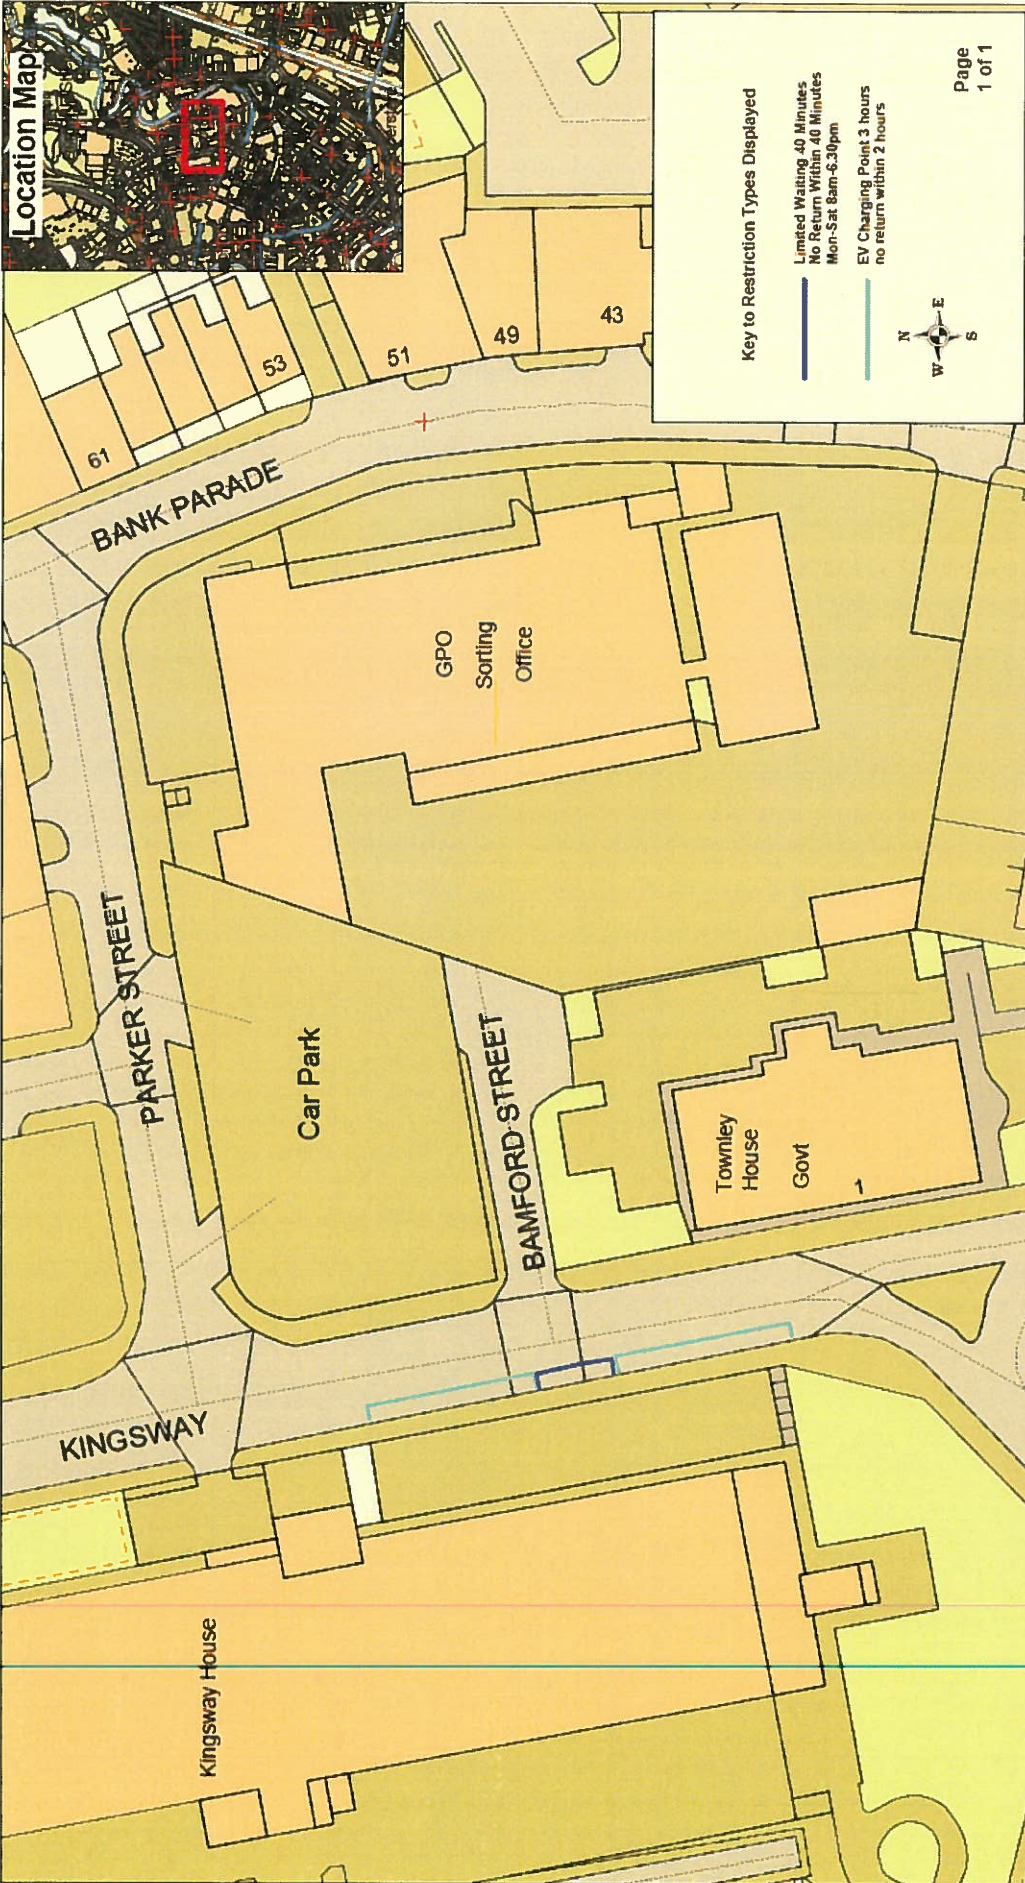 Location Map
61
53
51
49
43
BANK PARADE
PARKER STREET
GPO
Sorting
Office
Car Park
BAMFORD STREET
Townley
House
Govt
1
KINGSWAY
Kingsway House
Key to Restriction Types Displayed
Limited Waiting 40 Minutes
No Return Within 40 Minutes
Mon-Sat 8am-6.30pm
EV Charging Point 3 hours
no return within 2 hours
N
W E
S
Page
1 of 1